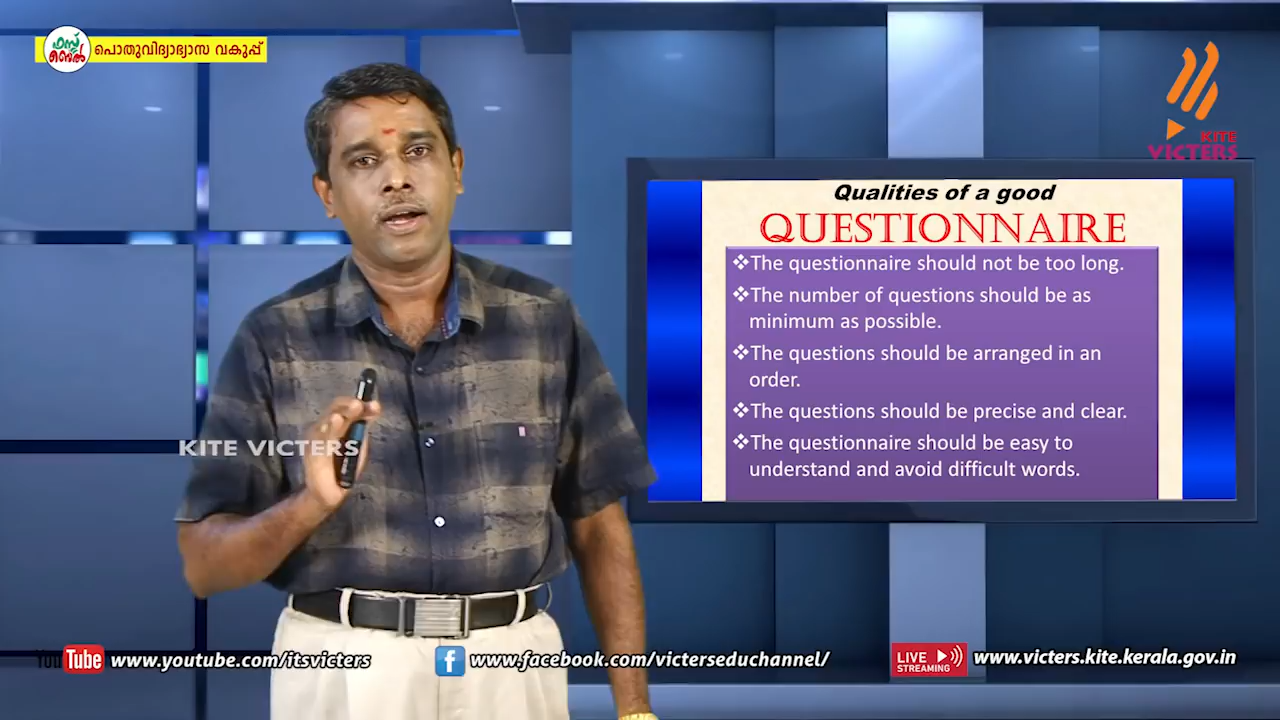 ഫസ്റ്റ് ബെൽ
പൊതുവിദ്യാഭ്യാസ വകുപ്പ്
KITE
VICTERS
Qualities of a good
QUESTIONNAIRE
❖The questionnaire should not be too long.
❖The number of questions should be as
minimum as possible.
❖The questions should be arranged in an
order.
❖The questions should be precise and clear.
❖The questionnaire should be easy to
understand and avoid difficult words.
KITE VICTERS
YouTube www.youtube.com/itsvicters
f www.facebook.com/victerseduchannel/
LIVE
STREAMING
www.victers.kite.kerala.gov.in